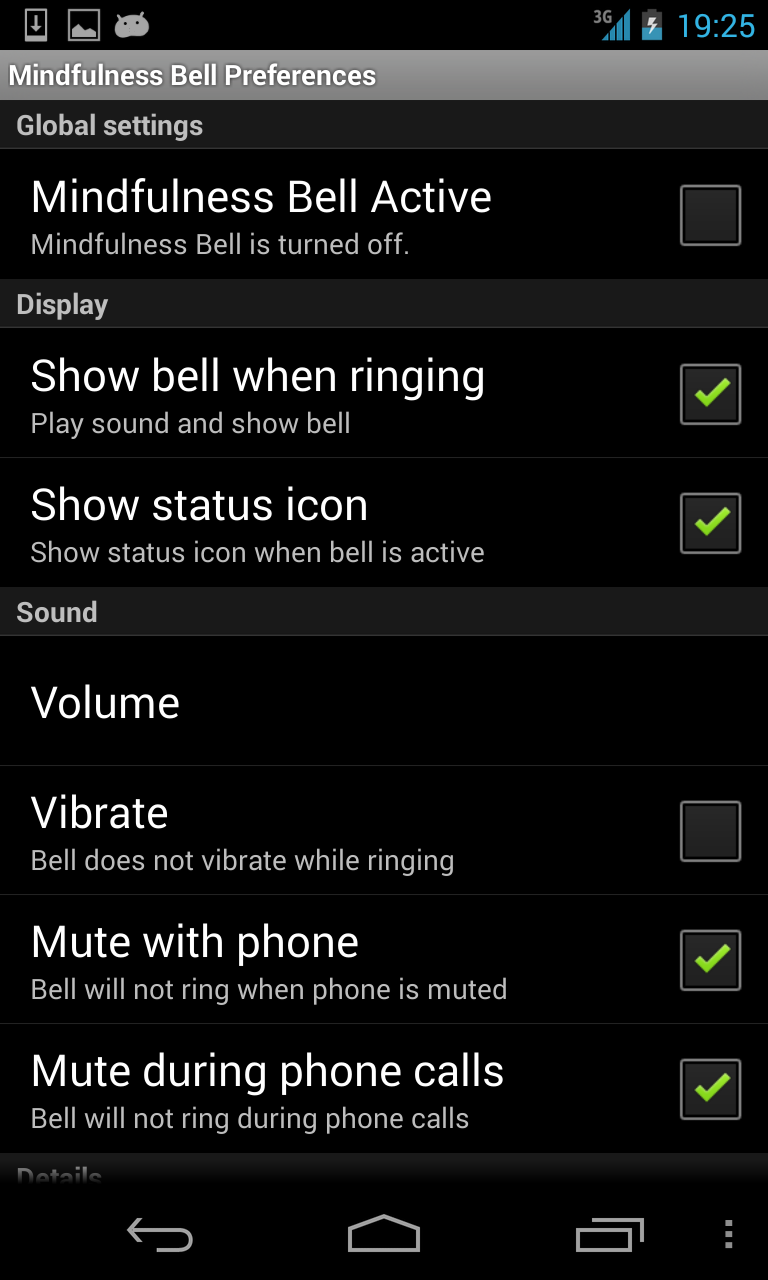 3G 19:25
Mindfulness Bell Preferences
Global settings
Mindfulness Bell Active
Mindfulness Bell is turned off.
Display
Show bell when ringing
Play sound and show bell
Show status icon
Show status icon when bell is active
Sound
Volume
Vibrate
Bell does not vibrate while ringing
Mute with phone
Bell will not ring when phone is muted
Mute during phone calls
Bell will not ring during phone calls
Details